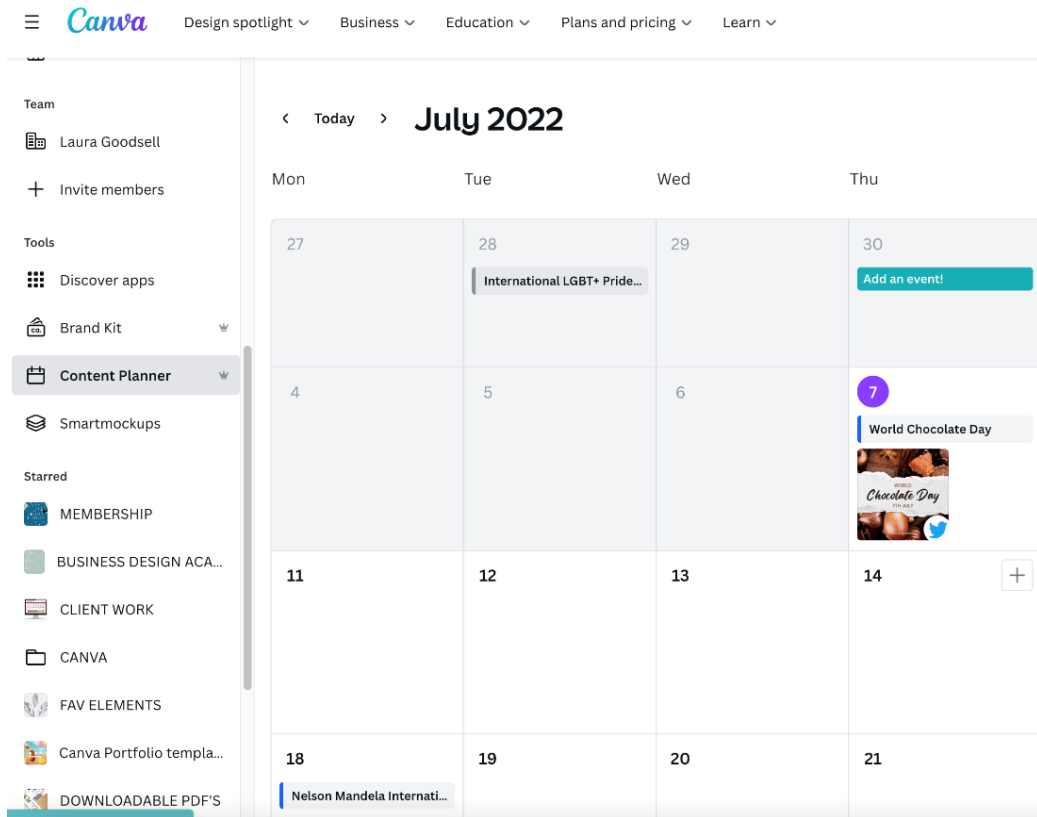 Canva Design spotlight Business Education Plans and pricing Learn
Team
Laura Goodsell
Invite members
Tools
Discover apps
CO.
Brand Kit
Content Planner
Smartmockups
Starred
MEMBERSHIP
BUSINESS DESIGN ACA...
CLIENT WORK
CANVA
FAV ELEMENTS
Canva Portfolio templa...
DOWNLOADABLE PDF'S
Today July 2022
Mon Tue Wed Thu
27 28 29 30
International LGBT+ Pride... Add an event!
4 5 6 7
World Chocolate Day
WORLD
Chocolate Day
7TH JULY
11 12 13 14
18 19 20 21
Nelson Mandela Internati...